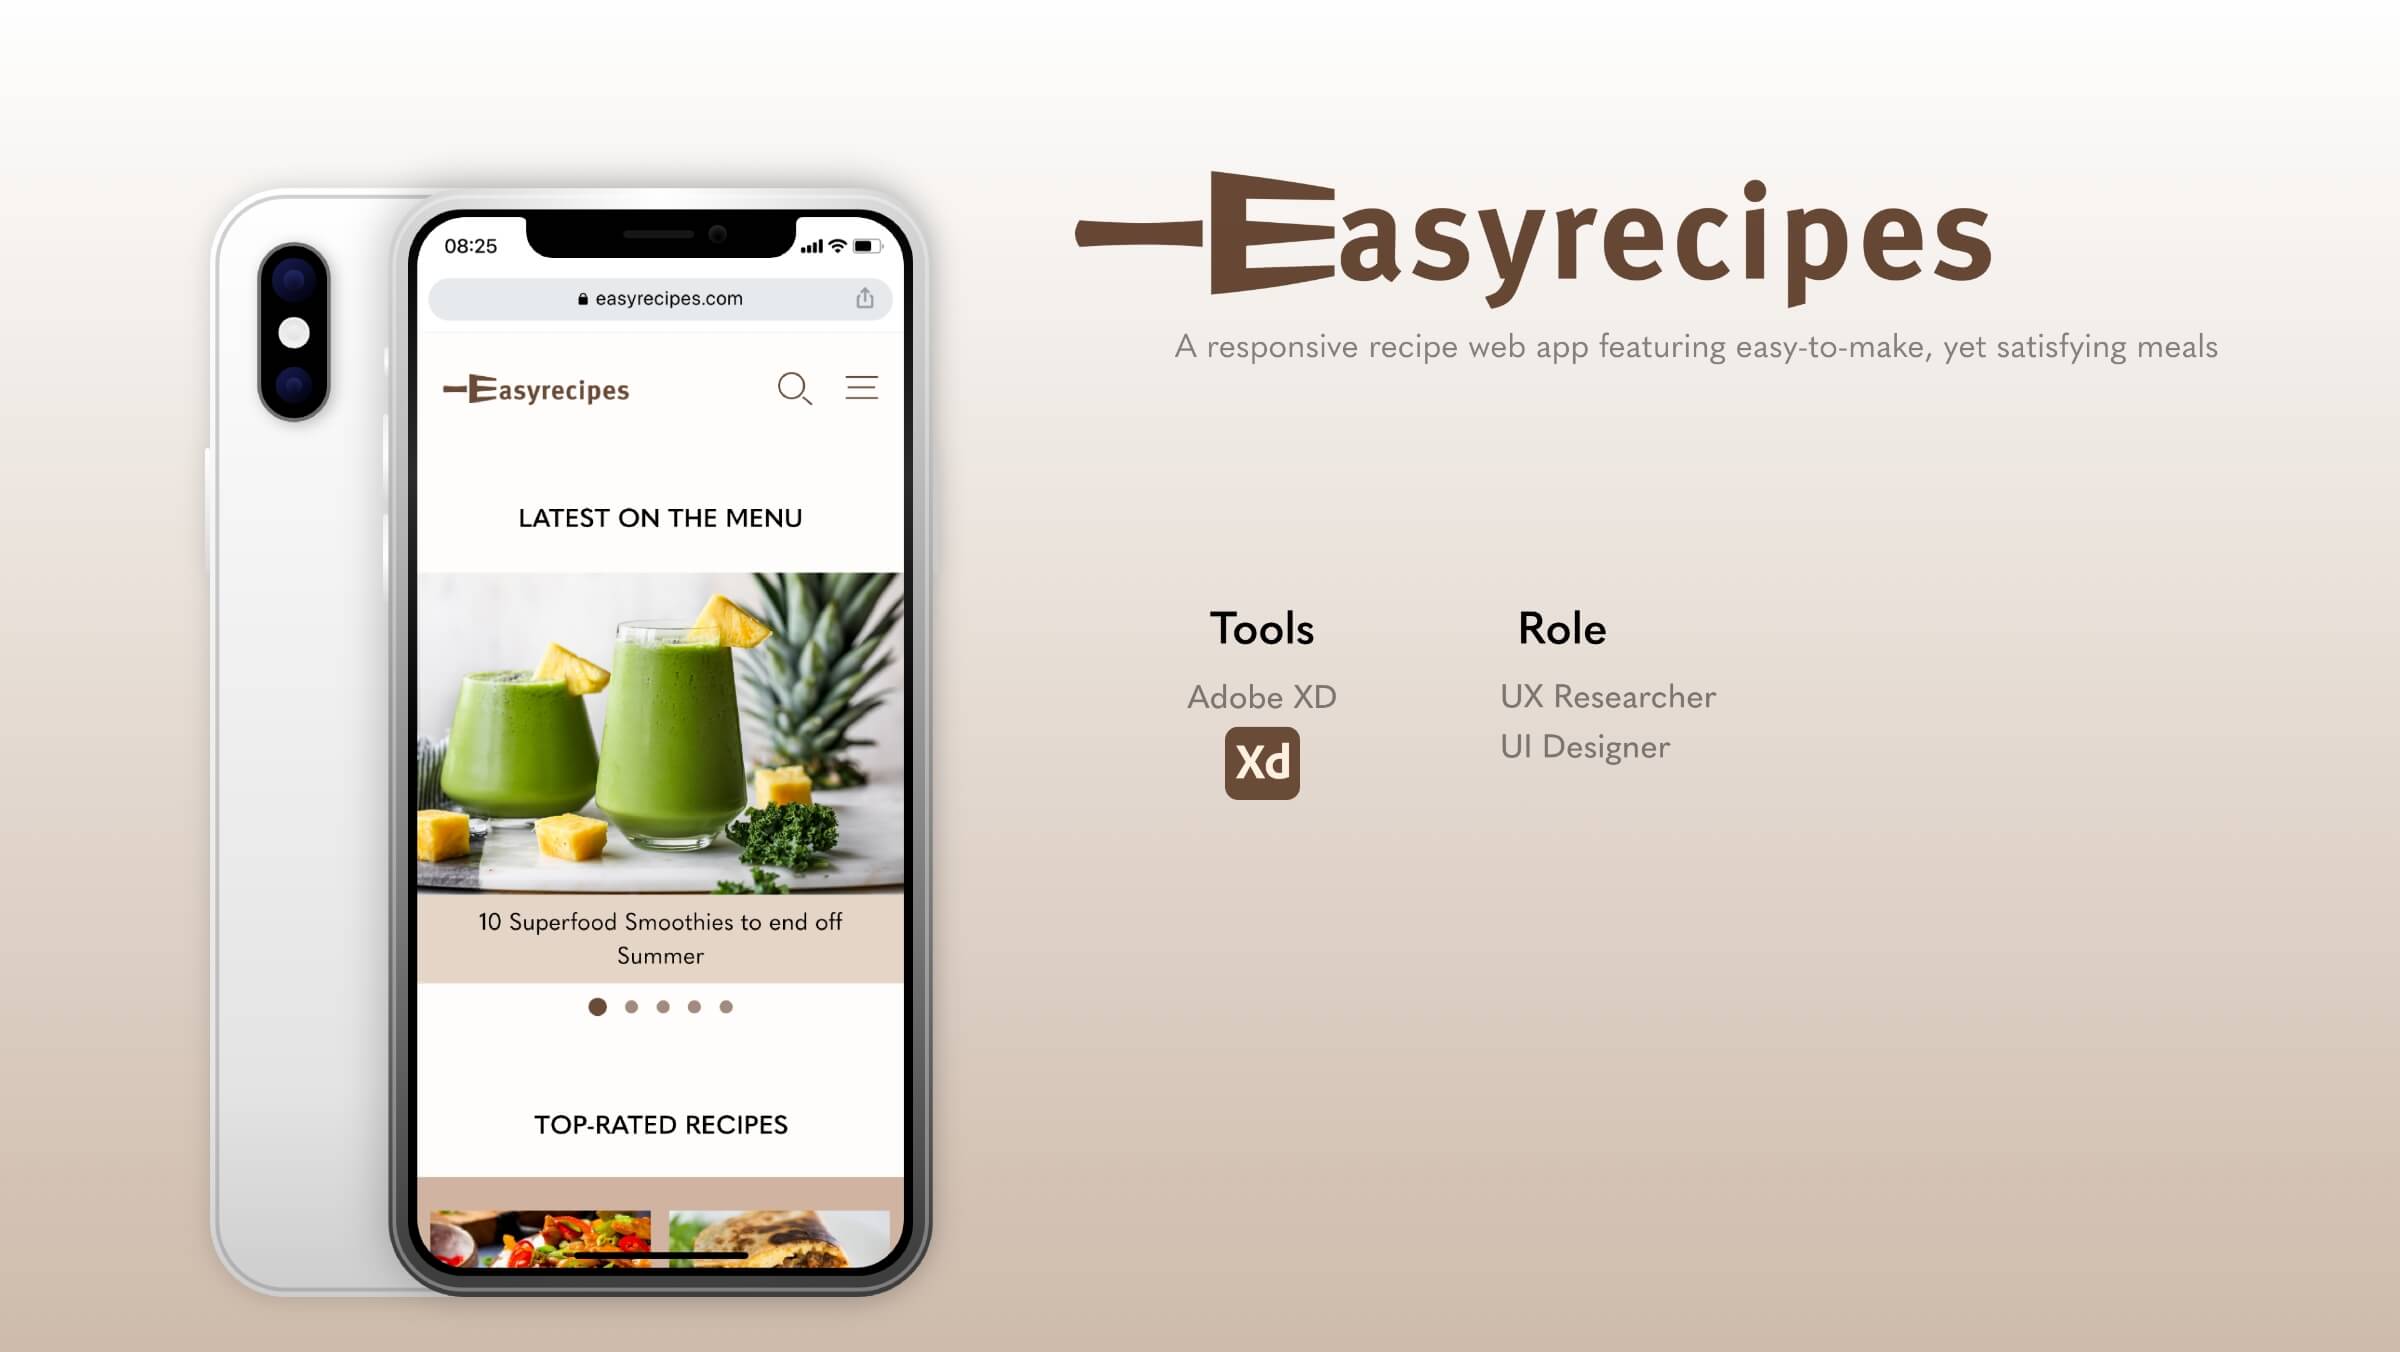 08:25
easyrecipes.com
Easyrecipes
LATEST ON THE MENU
10 Superfood Smoothies to end off
Summer
TOP-RATED RECIPES
Easyrecipes
A responsive recipe web app featuring easy-to-make, yet satisfying meals
Tools
Adobe XD
Xd
Role
UX Researcher
UI Designer